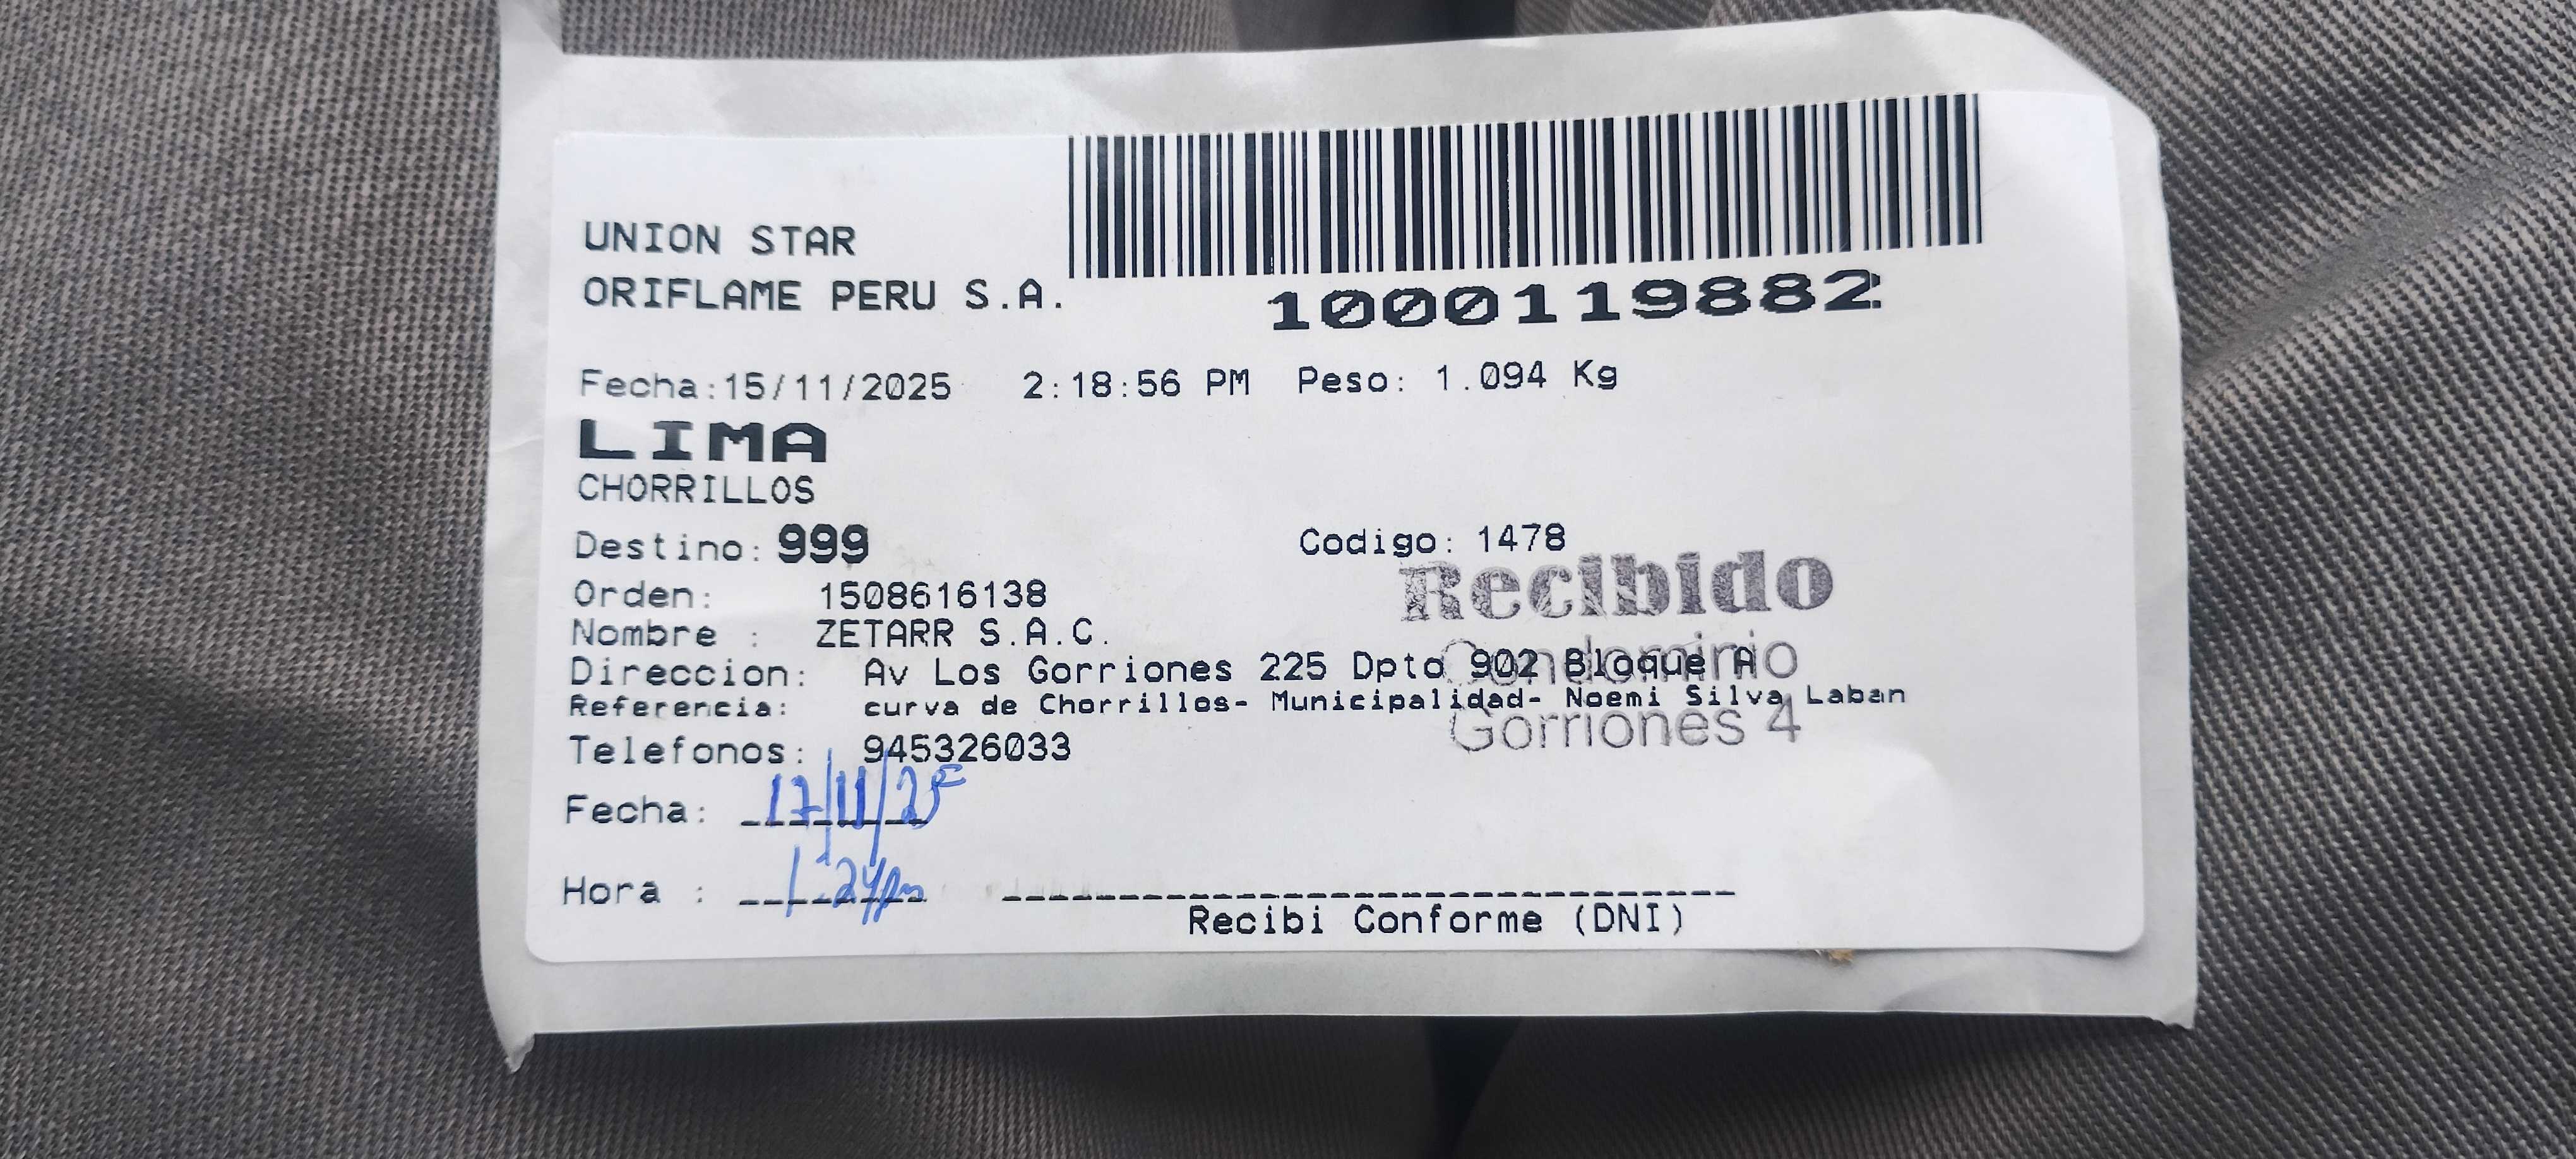 UNION STAR
ORIFLAME PERU S.A.
1000119882
Fecha:15/11/2025 2:18:56 PM Peso: 1.094 Kg
LIMA
CHORRILLOS
Destino: 999 Codigo: 1478
Recibido
Orden: 1508616138
Nombre : ZETARR S.A.C.
Condominio
Direccion: Av Los Gorriones 225 Dpto 902 Bloque A
Referencia: curva de Chorrillos- Municipalidad- Noemi Silva Laban
Gorriones 4
Telefonos: 945326033
Fecha: 17/11/25
Hora : 1:24pm
Recibi Conforme (DNI)